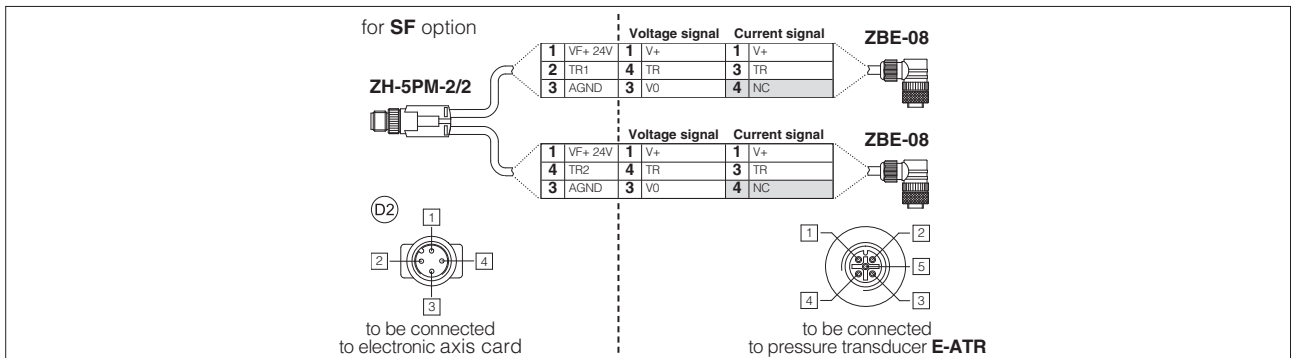 for SF option
Voltage signal Current signal ZBE-08
1 VF+ 24V 1 V+ 1 V+
2 TR1 4 TR 3 TR
3 AGND 3 V0 4 NC
ZH-5PM-2/2
Voltage signal Current signal ZBE-08
1 VF+ 24V 1 V+ 1 V+
4 TR2 4 TR 3 TR
3 AGND 3 V0 4 NC
D2
1
2 4
3
to be connected
to electronic axis card
1 2
5
4 3
to be connected
to pressure transducer E-ATR